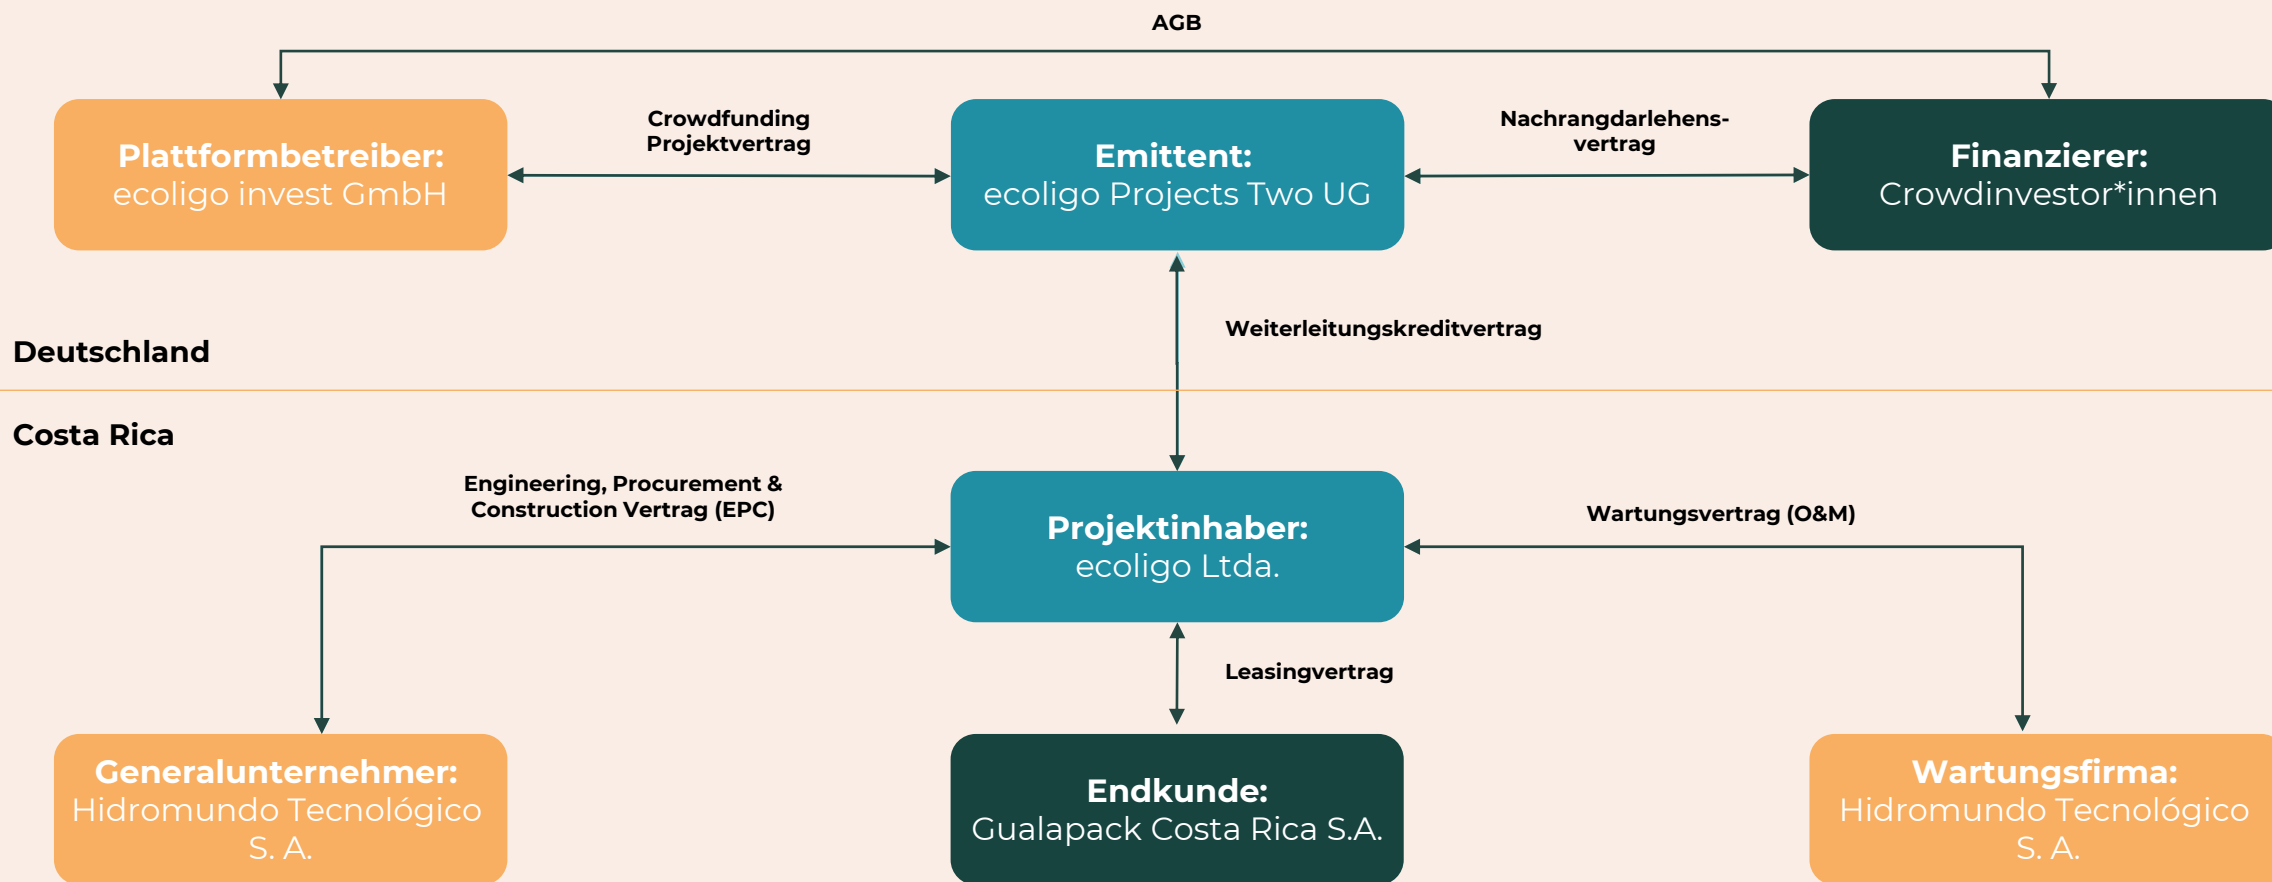 AGB
Plattformbetreiber:
ecoligo invest GmbH
Crowdfunding
Projektvertrag
Emittent:
ecoligo Projects Two UG
Nachrangdarlehens-
vertrag
Finanzierer:
Crowdinvestor*innen
Weiterleitungskreditvertrag
Deutschland
Costa Rica
Engineering, Procurement &
Construction Vertrag (EPC)
Projektinhaber:
ecoligo Ltda.
Wartungsvertrag (O&M)
Leasingvertrag
Generalunternehmer:
Hidromundo Tecnológico
S. A.
Endkunde:
Gualapack Costa Rica S.A.
Wartungsfirma:
Hidromundo Tecnológico
S. A.